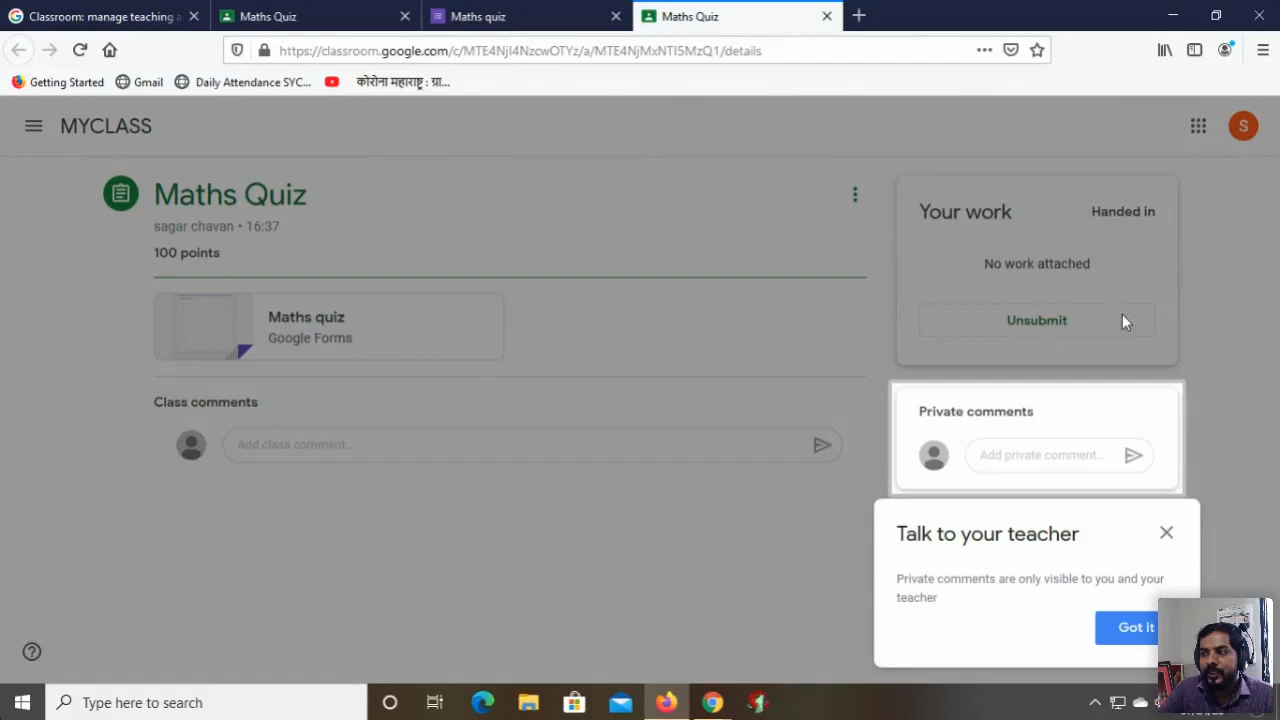 Classroom: manage teaching a
Maths Quiz
Maths quiz
Maths Quiz
https://classroom.google.com/c/MTE4NjI4NzcwOTYz/a/MTE4NjMxNTI5MzQ1/details
Getting Started
Gmail
Daily Attendance SYC...
कोरोना महाराष्ट्र : ग्रा...
MYCLASS
S
Maths Quiz
sagar chavan • 16:37
100 points
Maths quiz
Google Forms
Class comments
Add class comment...
Your work
Handed in
No work attached
Unsubmit
Private comments
Add private comment...
Talk to your teacher
Private comments are only visible to you and your
teacher
Got it
Type here to search